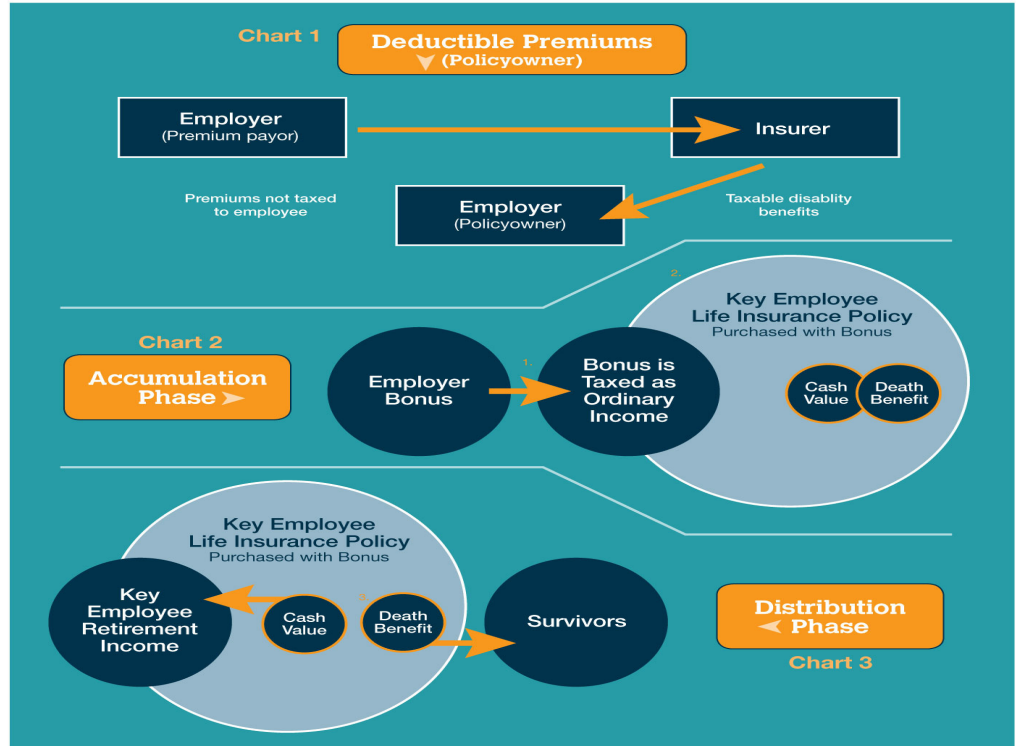 Chart 1
Deductible Premiums
(Policyowner)
Employer
(Premium payor)
Insurer
Premiums not taxed
to employee
Employer
(Policyowner)
Taxable disablity
benefits
2.
Key Employee
Life Insurance Policy
Purchased with Bonus
Chart 2
Accumulation
Phase
Employer
Bonus
1.
Bonus is
Taxed as
Ordinary
Income
Cash
Value
Death
Benefit
Key Employee
Life Insurance Policy
Purchased with Bonus
Key
Employee
Retirement
Income
Cash
Value
3.
Death
Benefit
Survivors
Distribution
Phase
Chart 3